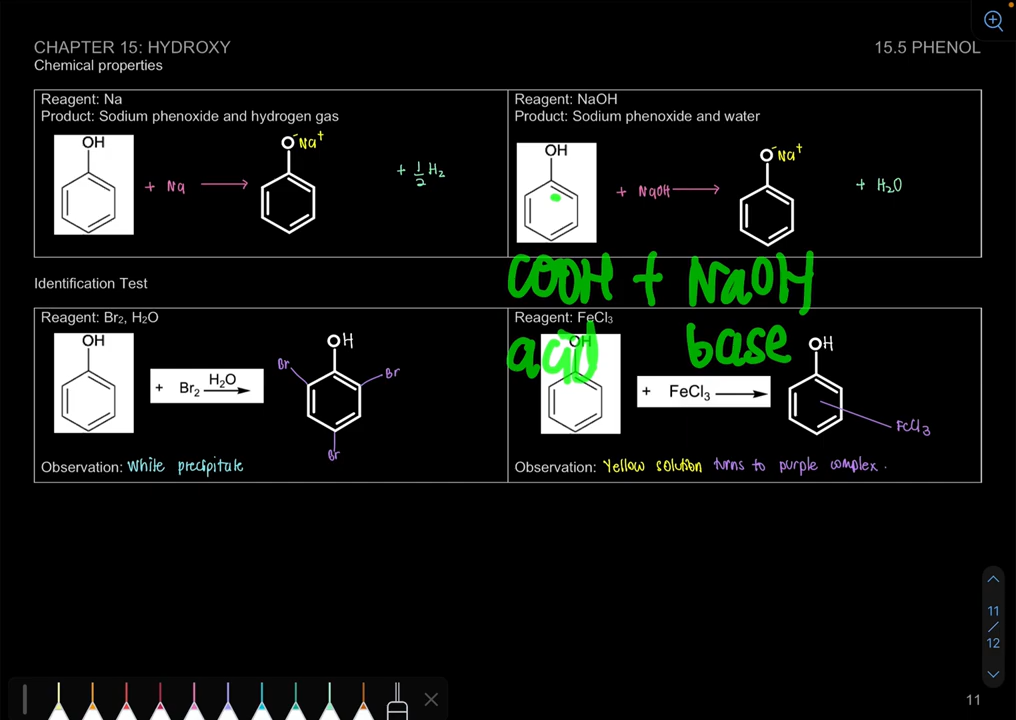 CHAPTER 15: HYDROXY 15.5 PHENOL
Chemical properties
Reagent: Na
Product: Sodium phenoxide and hydrogen gas
OH
+ Na
O⁻Na⁺
+ ½ H₂
Reagent: NaOH
Product: Sodium phenoxide and water
OH
+ NaOH
O⁻Na⁺
+ H₂O
COOH + NaOH
acid base
Identification Test
Reagent: Br₂, H₂O
OH
+ Br₂ H₂O
OH
Br
Br
Br
Observation: White precipitate
Reagent: FeCl₃
OH
+ FeCl₃
OH
FeCl₃
Observation: Yellow solution turns to purple complex.
11
/
12
11